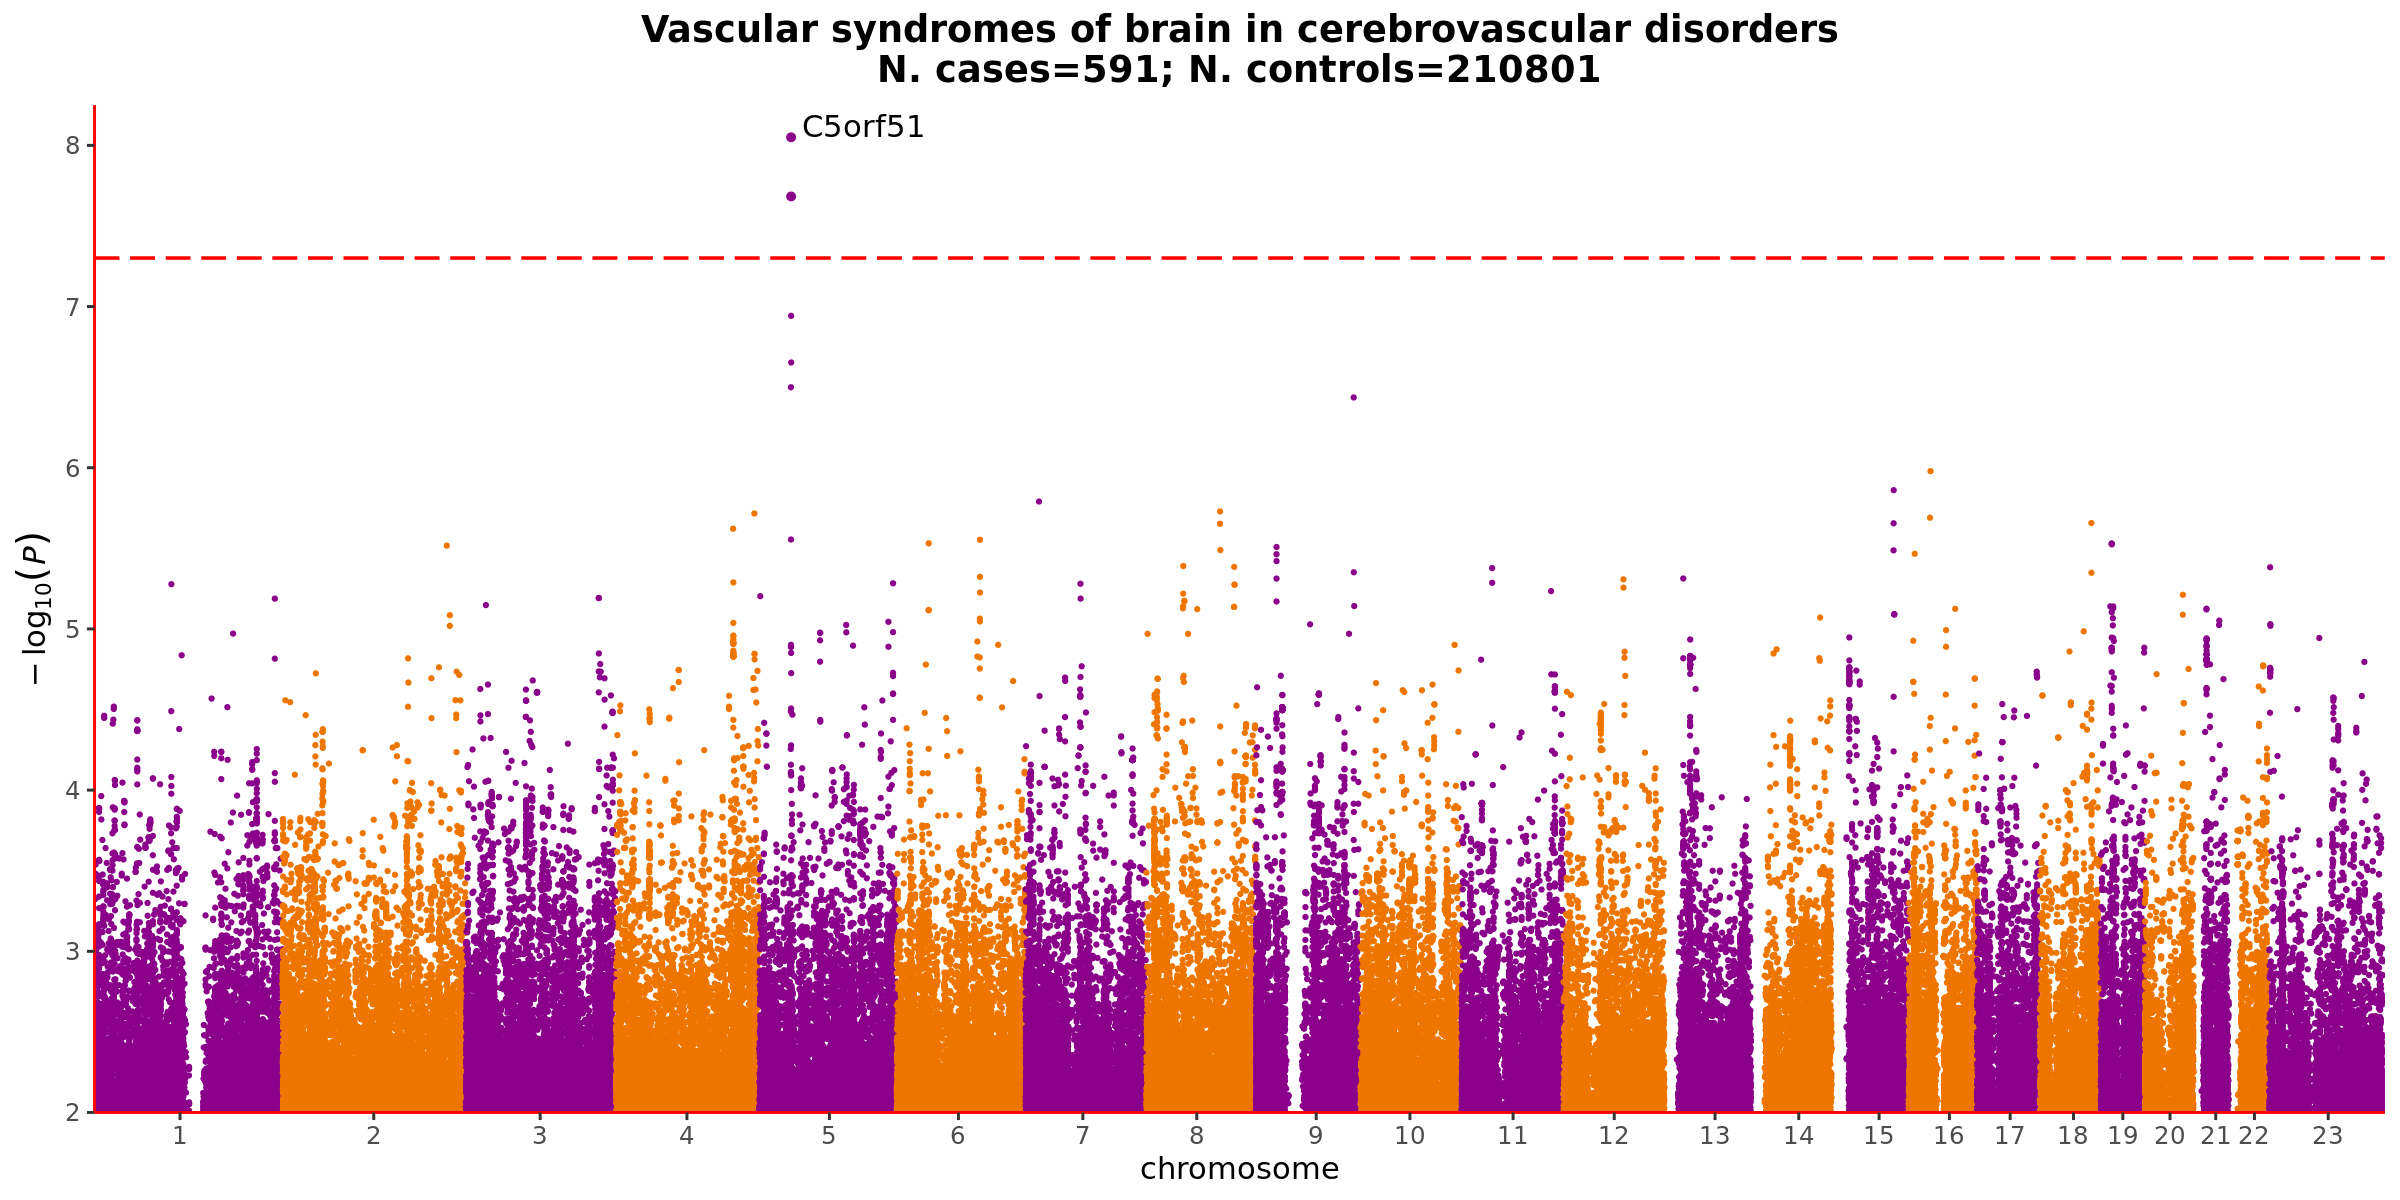 Vascular syndromes of brain in cerebrovascular disorders
N. cases=591; N. controls=210801
C5orf51
8
7
6
5
4
3
2
− log10(P)
1 2 3 4 5 6 7 8 9 10 11 12 13 14 15 16 17 18 19 20 21 22 23
chromosome